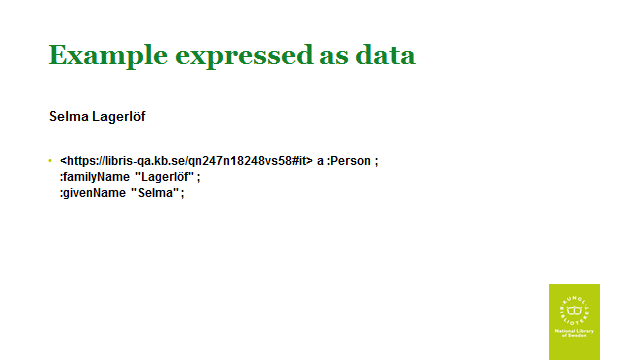 Example expressed as data
Selma Lagerlöf
• <https://libris-qa.kb.se/qn247n18248vs58#it> a :Person ;
:familyName "Lagerlöf" ;
:givenName "Selma" ;
KUNGL
BIBLIOTEKET
National Library
of Sweden